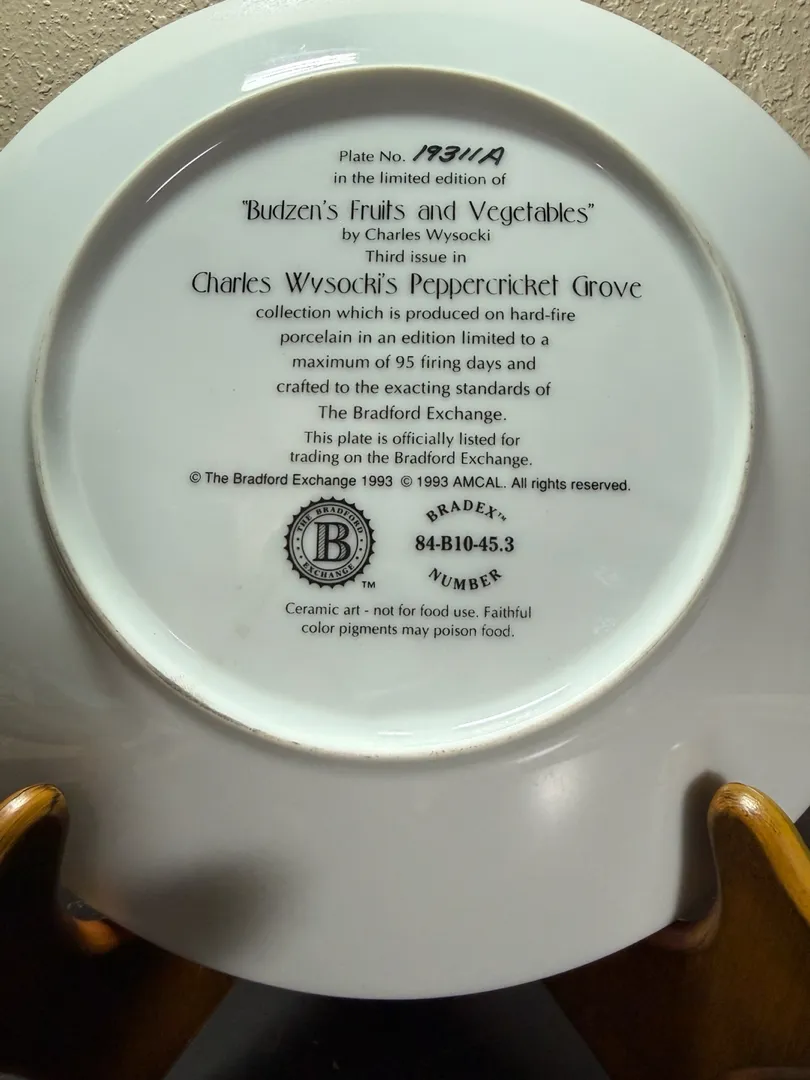 Plate No. 19311A
in the limited edition of
"Budzen's Fruits and Vegetables"
by Charles Wysocki
Third issue in
Charles Wysocki's Peppercricket Grove
collection which is produced on hard-fire
porcelain in an edition limited to a
maximum of 95 firing days and
crafted to the exacting standards of
The Bradford Exchange.
This plate is officially listed for
trading on the Bradford Exchange.
© The Bradford Exchange 1993 © 1993 AMCAL. All rights reserved.
THE BRADFORD
B
EXCHANGE
TM
BRADEX™
84-B10-45.3
NUMBER
Ceramic art - not for food use. Faithful
color pigments may poison food.